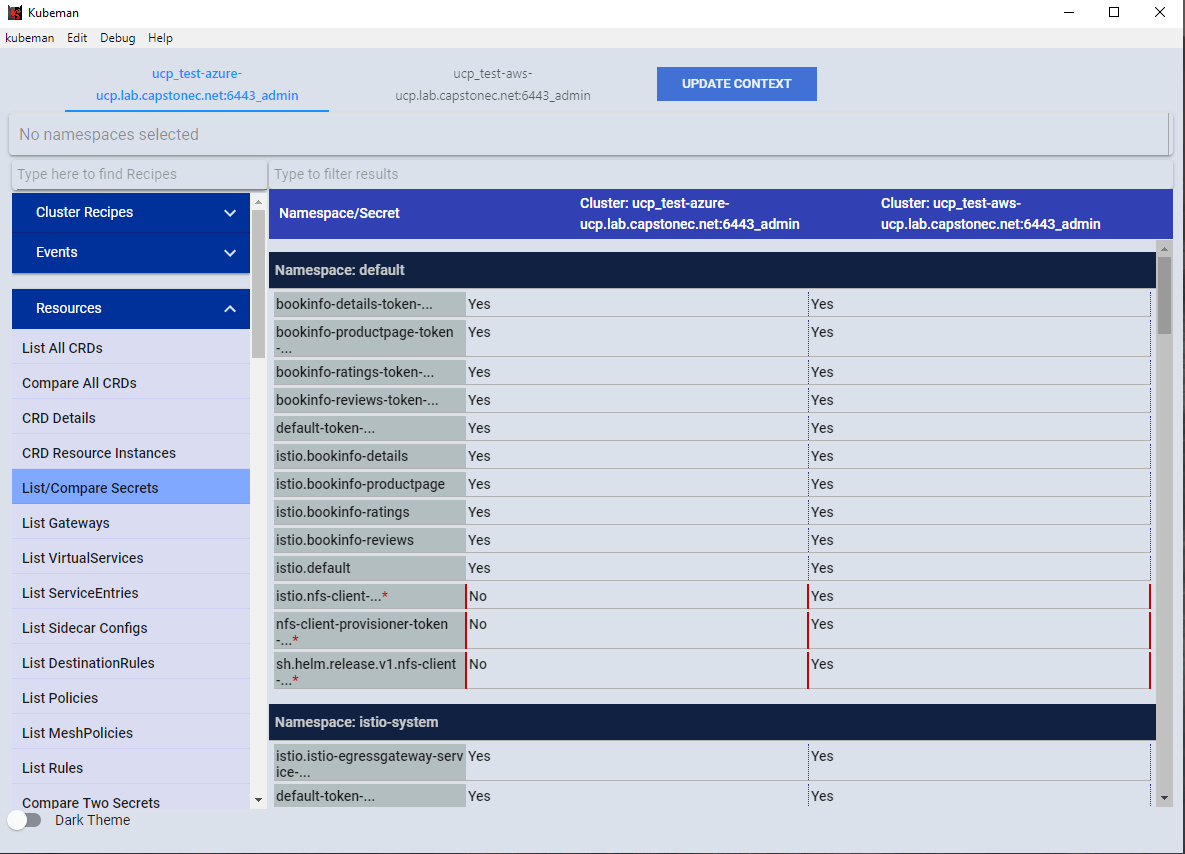 Kubeman
kubeman Edit Debug Help
ucp_test-azure-
ucp.lab.capstonec.net:6443_admin
ucp_test-aws-
ucp.lab.capstonec.net:6443_admin
UPDATE CONTEXT
No namespaces selected
Type here to find Recipes
Type to filter results
Cluster Recipes
Events
Resources
List All CRDs
Compare All CRDs
CRD Details
CRD Resource Instances
List/Compare Secrets
List Gateways
List VirtualServices
List ServiceEntries
List Sidecar Configs
List DestinationRules
List Policies
List MeshPolicies
List Rules
Compare Two Secrets
Dark Theme
Namespace/Secret
Cluster: ucp_test-azure-
ucp.lab.capstonec.net:6443_admin
Cluster: ucp_test-aws-
ucp.lab.capstonec.net:6443_admin
Namespace: default
bookinfo-details-token-... Yes Yes
bookinfo-productpage-token Yes Yes
-...
bookinfo-ratings-token-... Yes Yes
bookinfo-reviews-token-... Yes Yes
default-token-... Yes Yes
istio.bookinfo-details Yes Yes
istio.bookinfo-productpage Yes Yes
istio.bookinfo-ratings Yes Yes
istio.bookinfo-reviews Yes Yes
istio.default Yes Yes
istio.nfs-client-...* No Yes
nfs-client-provisioner-token No Yes
-...*
sh.helm.release.v1.nfs-client No Yes
-...*
Namespace: istio-system
istio.istio-egressgateway-serv Yes Yes
ice-...
default-token-... Yes Yes